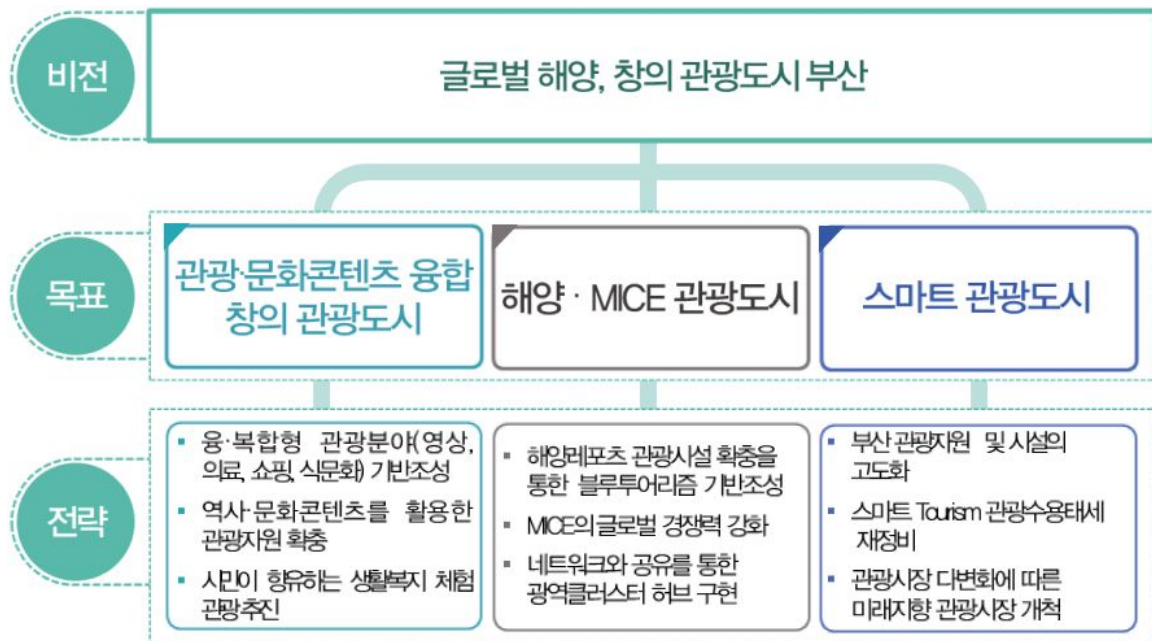 비전
글로벌 해양, 창의 관광도시 부산
목표
관광·문화콘텐츠 융합
창의 관광도시
해양 · MICE 관광도시
스마트 관광도시
전략
▪ 융·복합형 관광분야(영상,
의료, 쇼핑, 식문화) 기반조성
▪ 역사·문화콘텐츠를 활용한
관광자원 확충
▪ 시민이 향유하는 생활복지 체험
관광추진
▪ 해양레포츠 관광시설 확충을
통한 블루투어리즘 기반조성
▪ MICE의 글로벌 경쟁력 강화
▪ 네트워크와 공유를 통한
광역클러스터 허브 구현
▪ 부산 관광자원 및 시설의
고도화
▪ 스마트 Tourism 관광수용태세
재정비
▪ 관광시장 다변화에 따른
미래지향 관광시장 개척